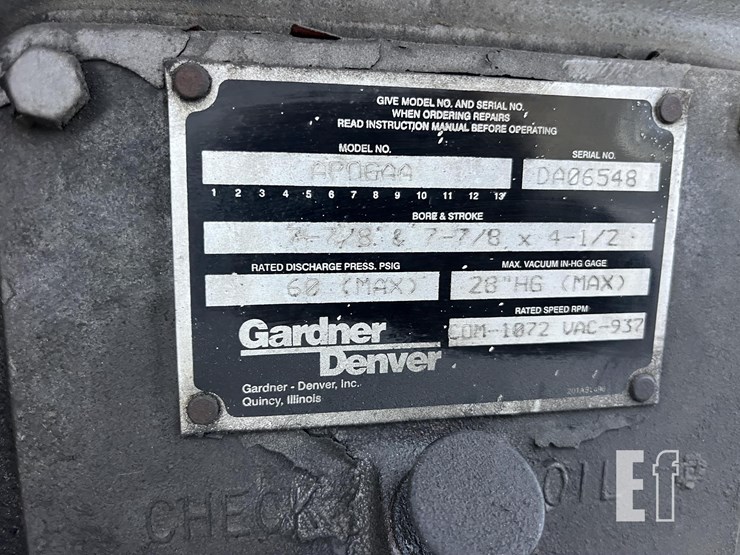 GIVE MODEL NO. AND SERIAL NO.
WHEN ORDERING REPAIRS
READ INSTRUCTION MANUAL BEFORE OPERATING
MODEL NO. SERIAL NO.
DA06548
1 2 3 4 5 6 7 8 9 10 11 12 13
BORE & STROKE
7-7/8 & 7-7/8 x 4-1/2
RATED DISCHARGE PRESS. PSIG MAX. VACUUM IN-HG GAGE
60 (MAX) 28"HG (MAX)
RATED SPEED RPM
COM-1072 VAC-937
Gardner
Denver
Gardner - Denver, Inc.
Quincy, Illinois
CHECK OIL
Ef